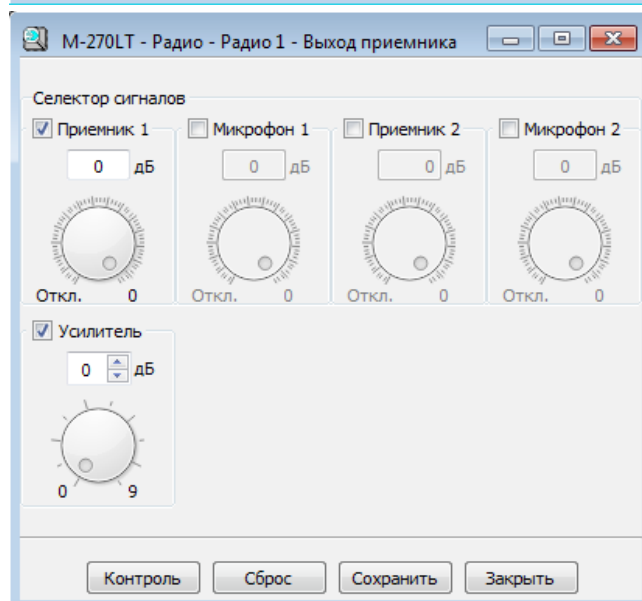 M-270LT - Радио - Радио 1 - Выход приемника
Селектор сигналов
Приемник 1 Микрофон 1 Приемник 2 Микрофон 2
0 дБ 0 дБ 0 дБ 0 дБ
Откл. 0 Откл. 0 Откл. 0 Откл. 0
Усилитель
0 дБ
0 9
Контроль Сброс Сохранить Закрыть